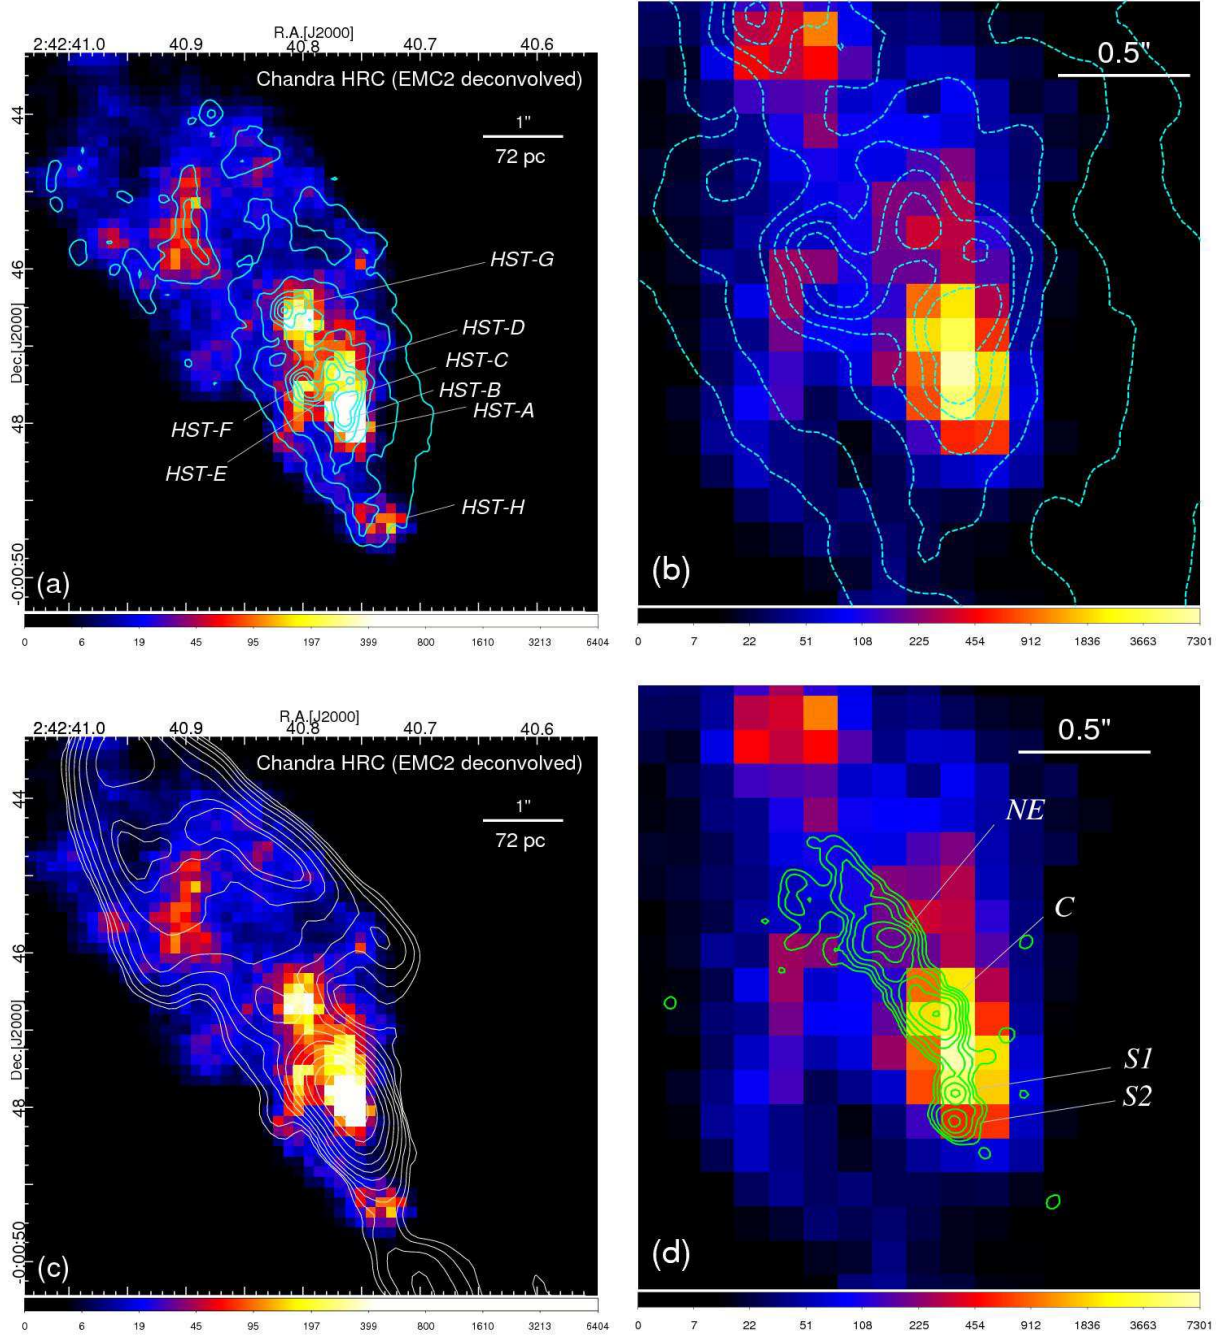 R.A.[J2000]
2:42:41.0 40.9 40.8 40.7 40.6
Chandra HRC (EMC2 deconvolved)
1"
72 pc
44
46
48
-0:00:50
Dec.[J2000]
HST-G
HST-D
HST-C
HST-B
HST-A
HST-F
HST-E
HST-H
(a)
0 6 19 45 95 197 399 800 1610 3213 6404
0.5"
(b)
0 7 22 51 108 225 454 912 1836 3663 7301
R.A.[J2000]
2:42:41.0 40.9 40.8 40.7 40.6
Chandra HRC (EMC2 deconvolved)
1"
72 pc
44
46
48
-0:00:50
Dec.[J2000]
(c)
0 6 19 45 95 197 399 800 1610 3213 6404
0.5"
NE
C
S1
S2
(d)
0 7 22 51 108 225 454 912 1836 3663 7301